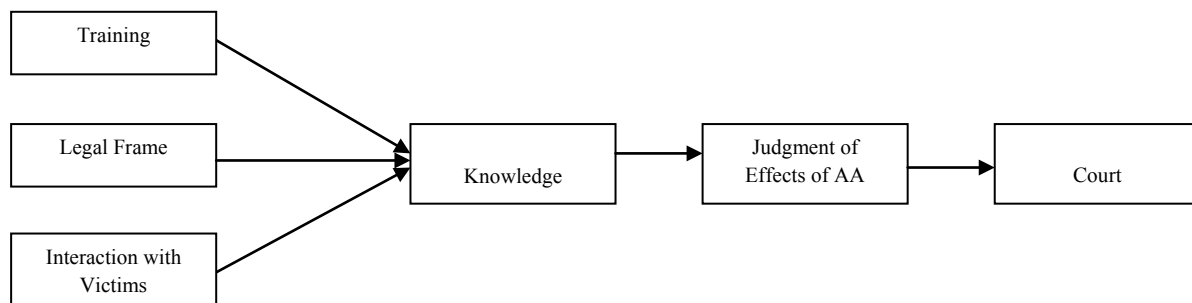 Training
Legal Frame
Interaction with
Victims
Knowledge
Judgment of
Effects of AA
Court